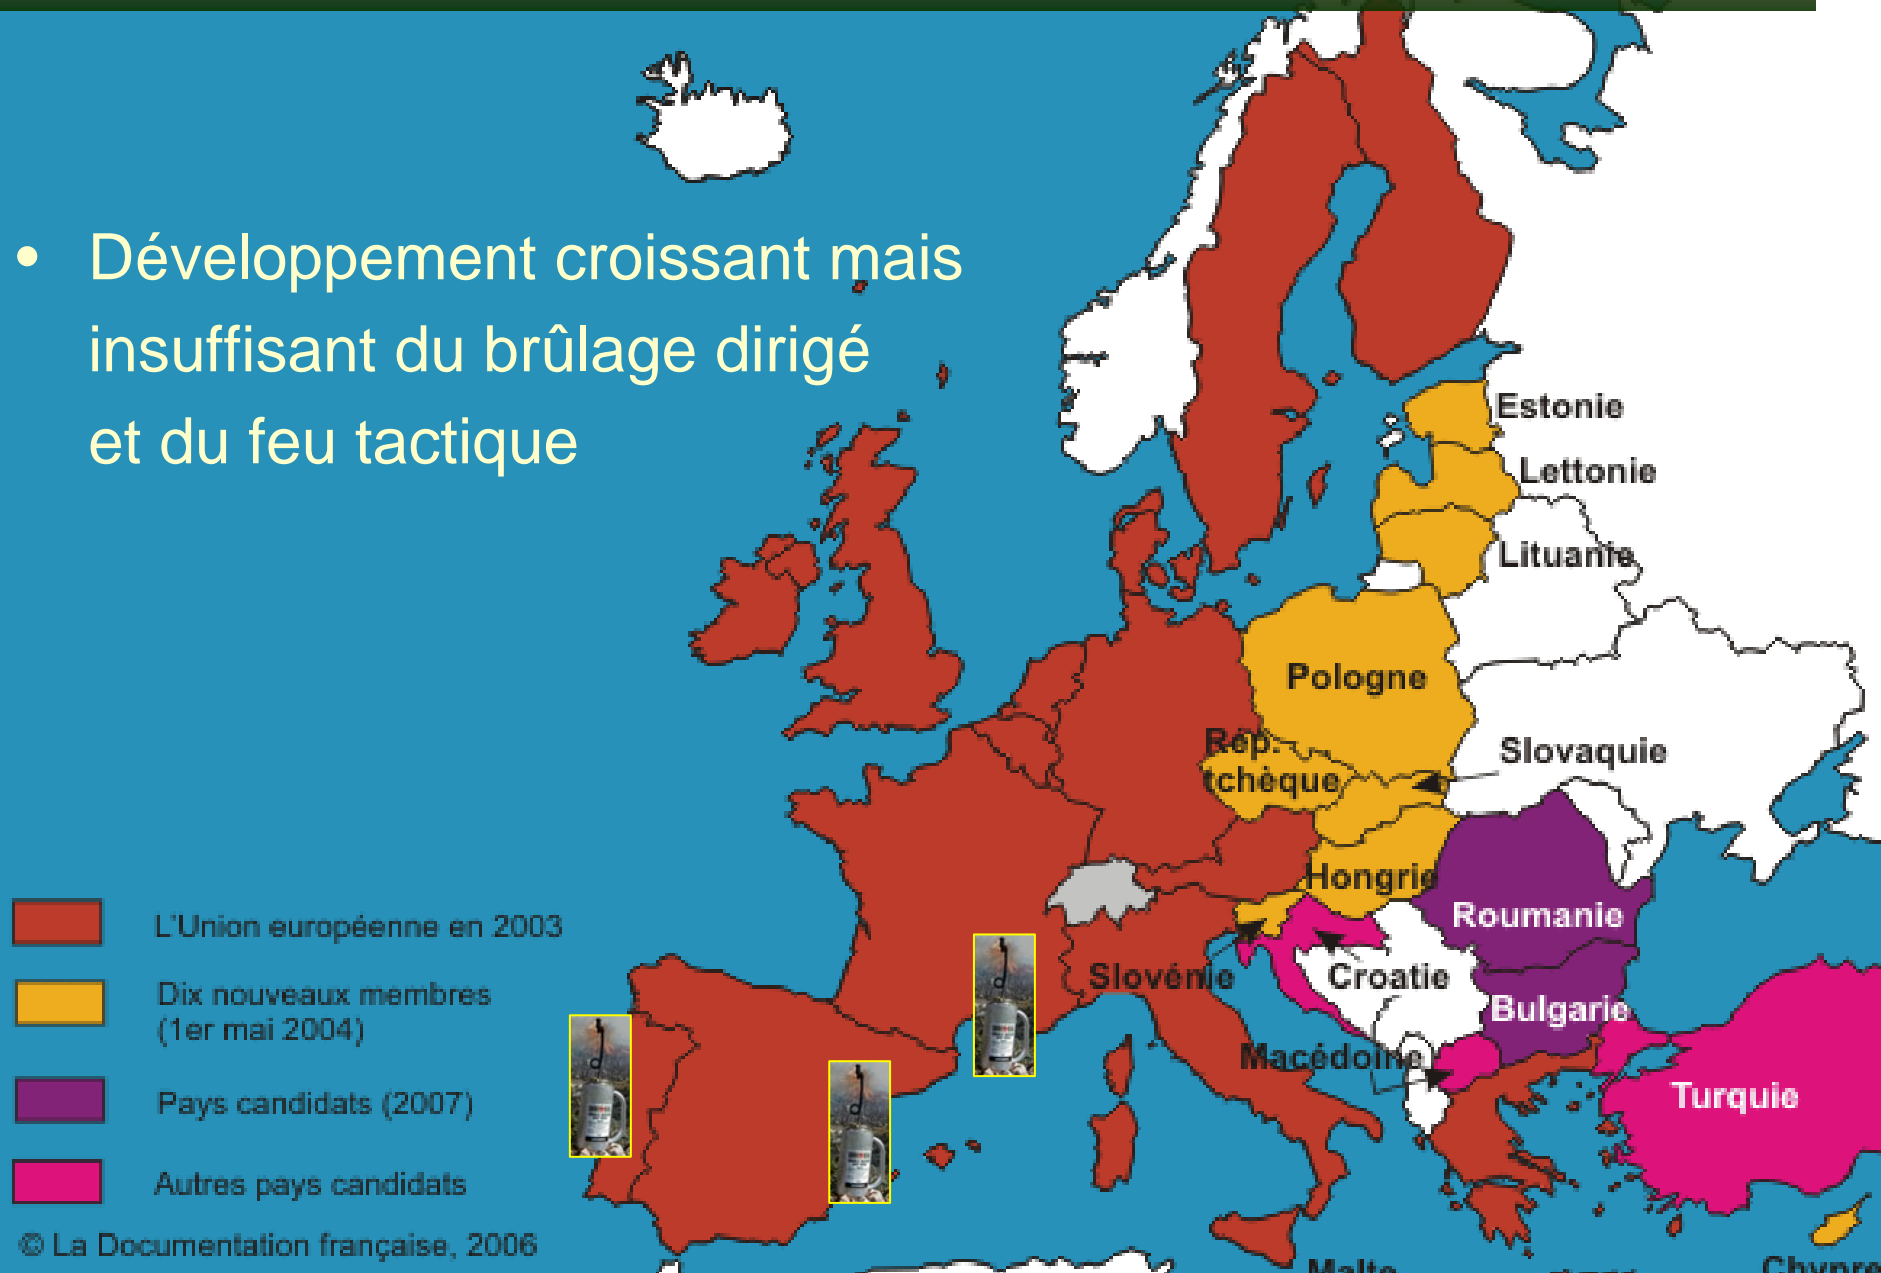 • Développement croissant mais
insuffisant du brûlage dirigé
et du feu tactique
Estonie
Lettonie
Lituanie
Pologne
Rép.
tchèque
Slovaquie
Hongrie
Roumanie
Slovénie
Croatie
Bulgarie
Macédoine
Turquie
Malte
Chypre
L'Union européenne en 2003
Dix nouveaux membres
(1er mai 2004)
Pays candidats (2007)
Autres pays candidats
© La Documentation française, 2006